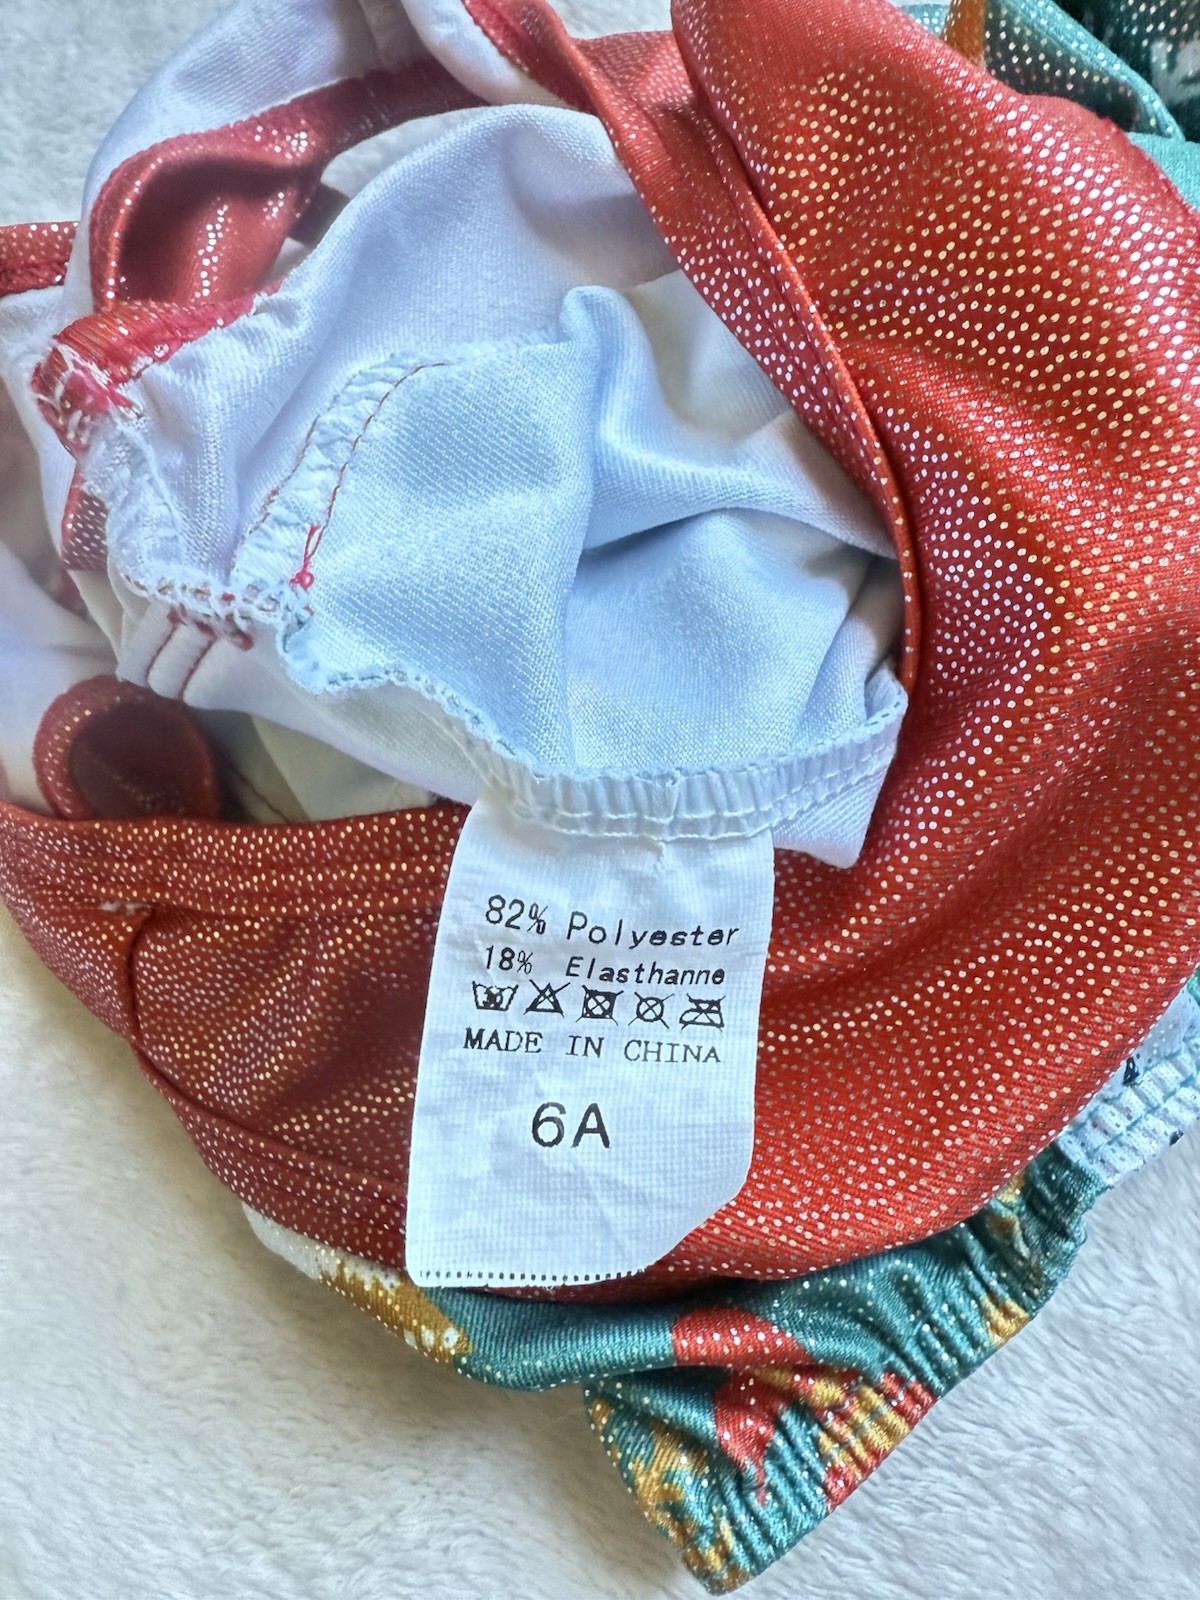 82% Polyester
18% Elasthanne
MADE IN CHINA
6A